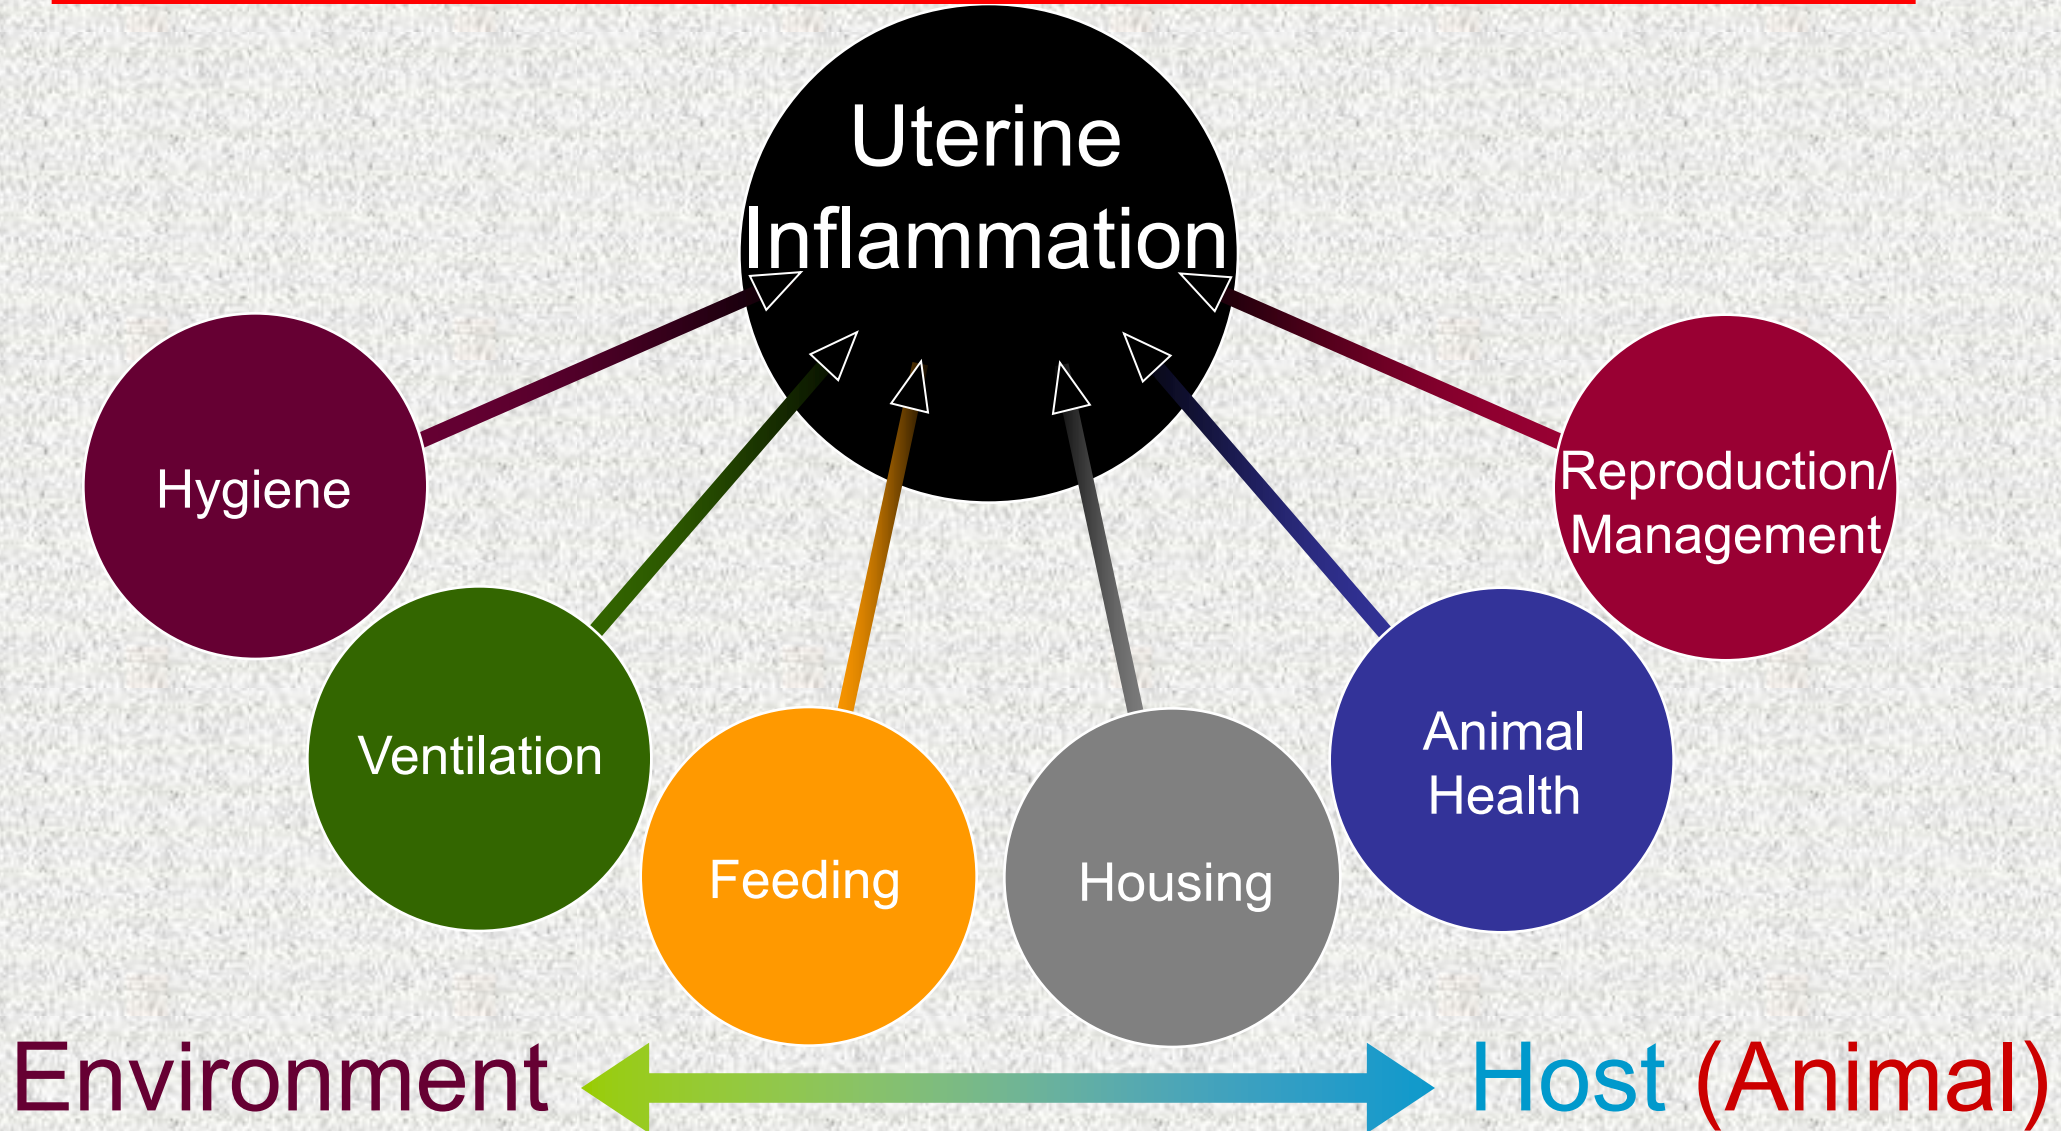 Uterine
Inflammation
Hygiene
Reproduction/
Management
Ventilation
Animal
Health
Feeding
Housing
Environment
Host (Animal)